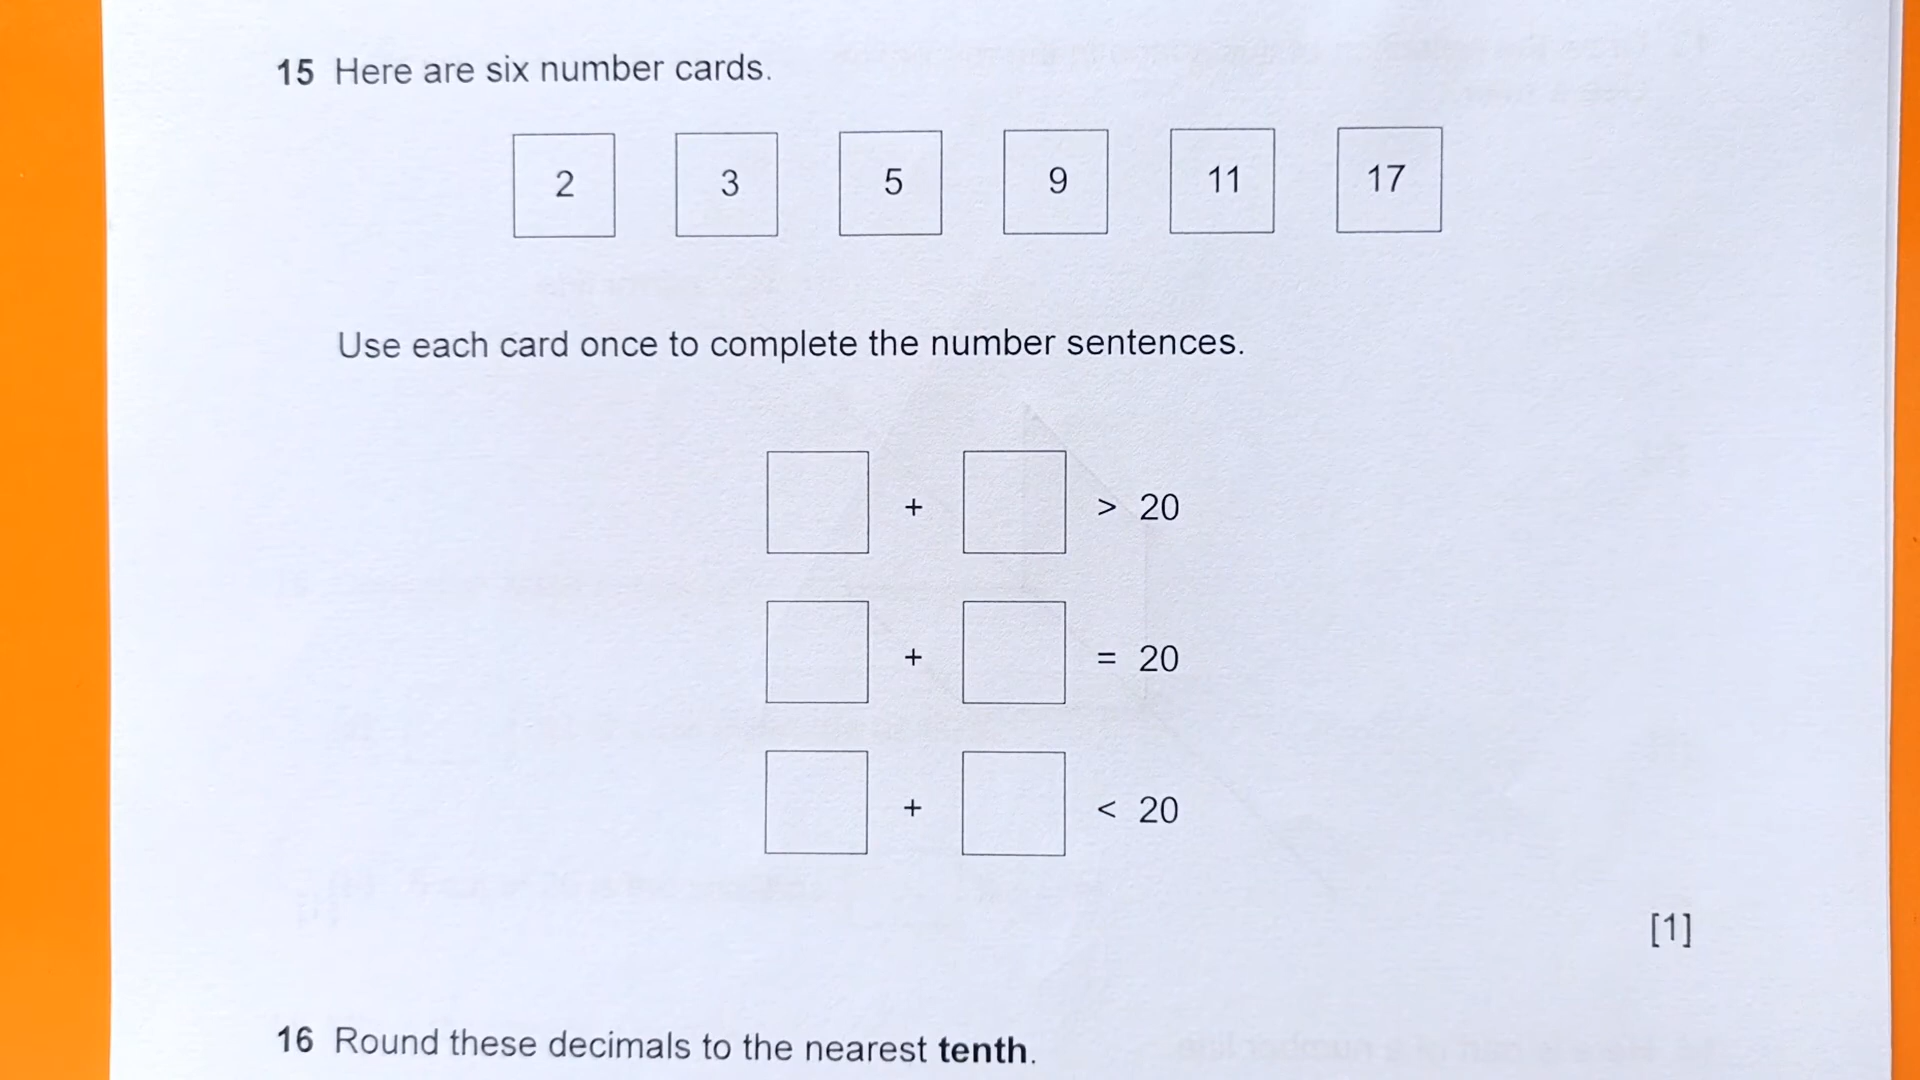 15 Here are six number cards.
2 3 5 9 11 17
Use each card once to complete the number sentences.
+ > 20
+ = 20
+ < 20
[1]
16 Round these decimals to the nearest tenth.